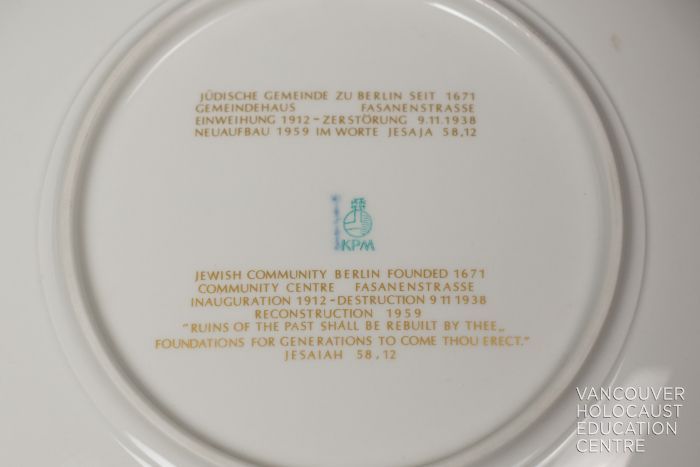 JÜDISCHE GEMEINDE ZU BERLIN SEIT 1671
GEMEINDEHAUS FASANENSTRASSE
EINWEIHUNG 1912 – ZERSTÖRUNG 9.11.1938
NEUAUFBAU 1959 IM WORTE JESAJA 58,12
KPM
JEWISH COMMUNITY BERLIN FOUNDED 1671
COMMUNITY CENTRE FASANENSTRASSE
INAUGURATION 1912 – DESTRUCTION 9 11 1938
RECONSTRUCTION 1959
"RUINS OF THE PAST SHALL BE REBUILT BY THEE,,
FOUNDATIONS FOR GENERATIONS TO COME THOU ERECT."
JESAIAH 58,12
VANCOUVER
HOLOCAUST
EDUCATION
CENTRE